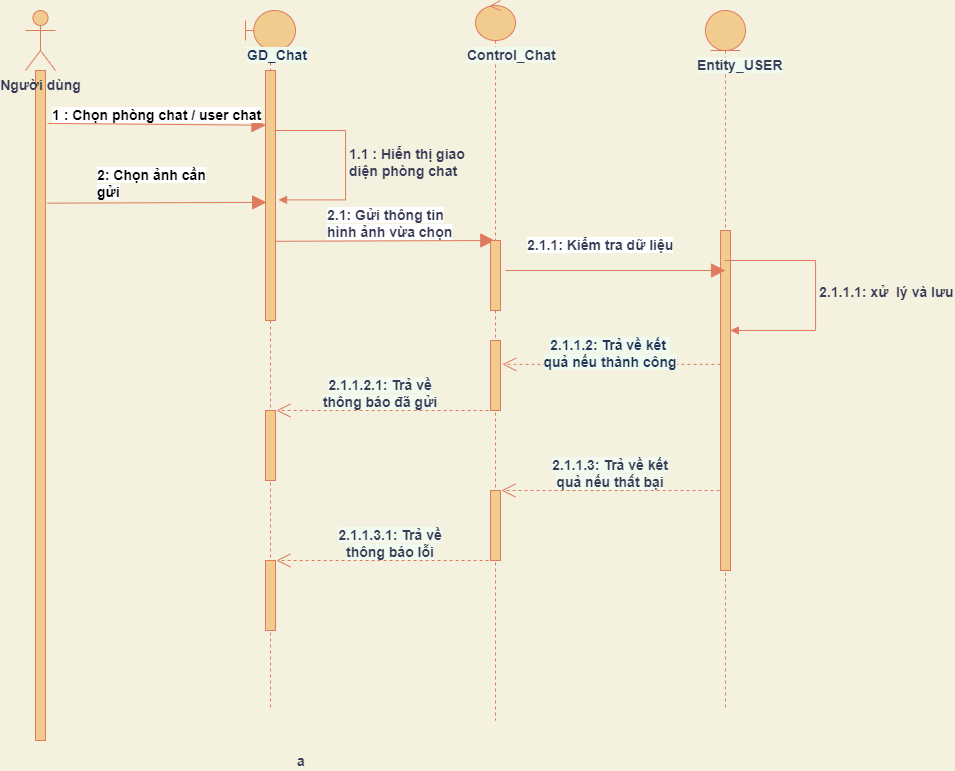 GD_Chat
Control_Chat
Entity_USER
Người dùng
1 : Chọn phòng chat / user chat
1.1 : Hiển thị giao
diện phòng chat
2: Chọn ảnh cần
gửi
2.1: Gửi thông tin
hình ảnh vừa chọn
2.1.1: Kiểm tra dữ liệu
2.1.1.1: xử lý và lưu
2.1.1.2: Trả về kết
quả nếu thành công
2.1.1.2.1: Trả về
thông báo đã gửi
2.1.1.3: Trả về kết
quả nếu thất bại
2.1.1.3.1: Trả về
thông báo lỗi
a